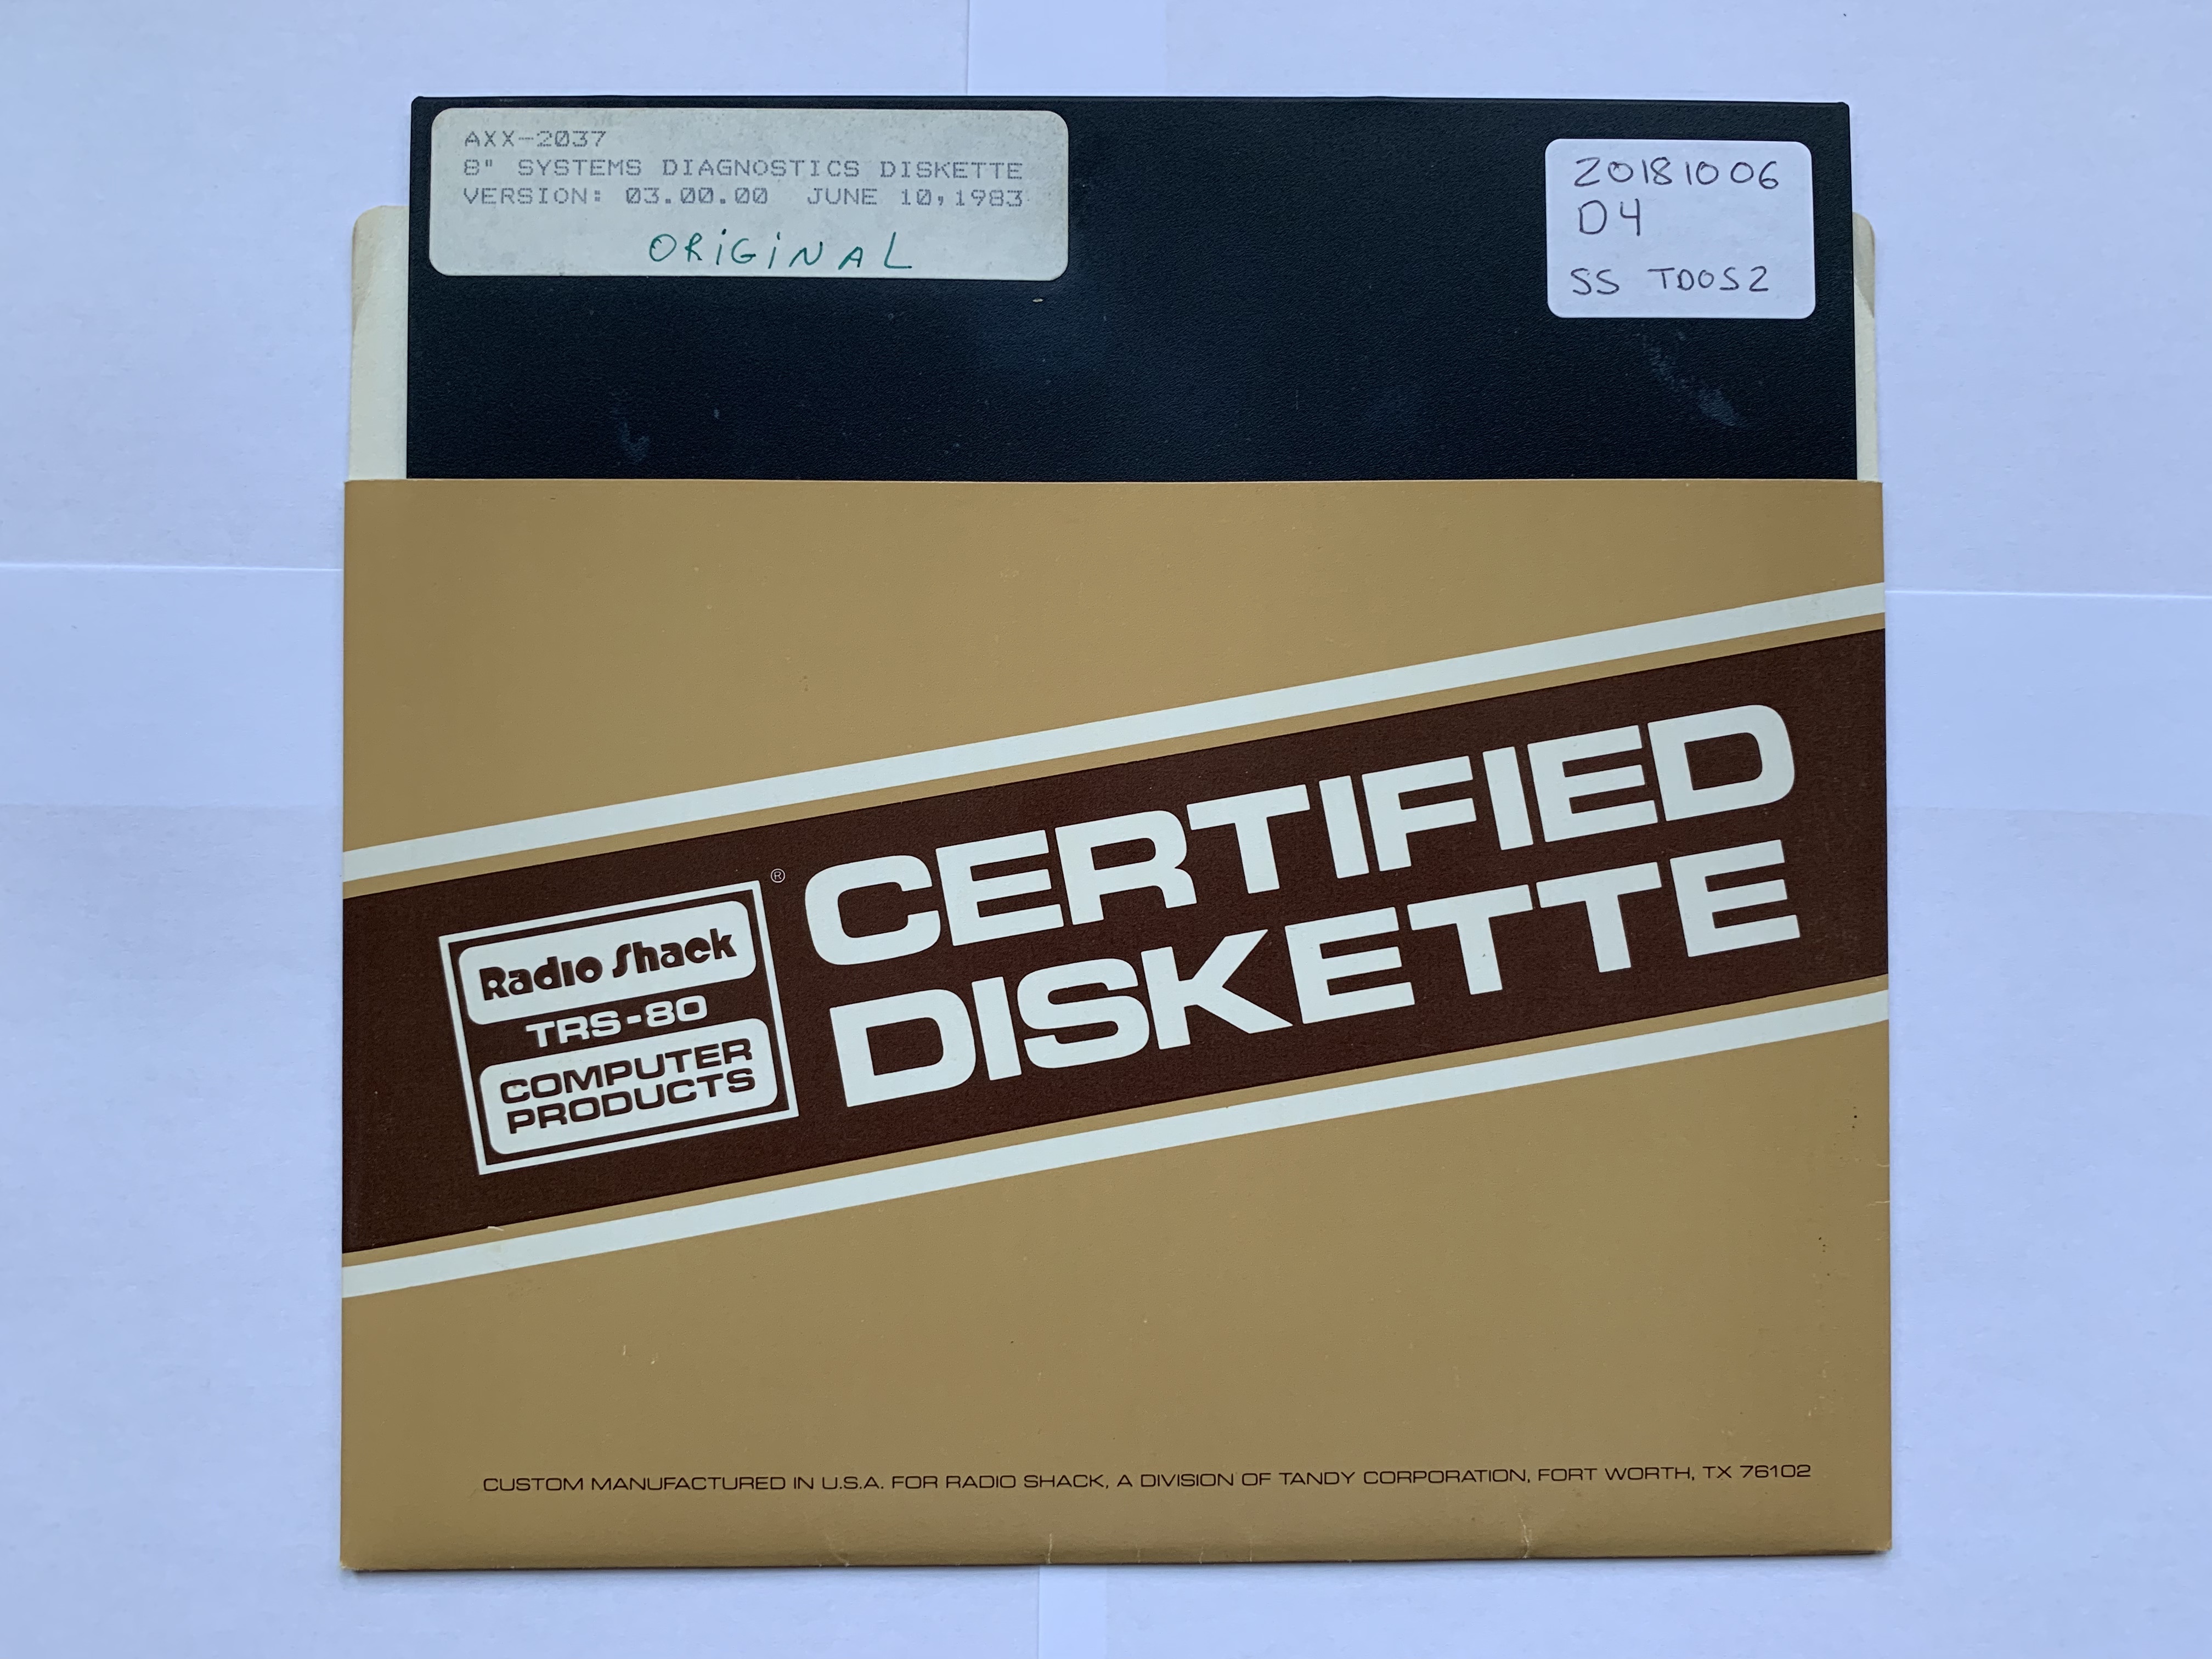 AXX-2037
8" SYSTEMS DIAGNOSTICS DISKETTE
VERSION: 03.00.00 JUNE 10,1983
ORiGiNAL
20181006
D4
SS TDOS2
CERTIFIED
DISKETTE
®
Radio Shack
TRS-80
COMPUTER
PRODUCTS
CUSTOM MANUFACTURED IN U.S.A. FOR RADIO SHACK, A DIVISION OF TANDY CORPORATION, FORT WORTH, TX 76102